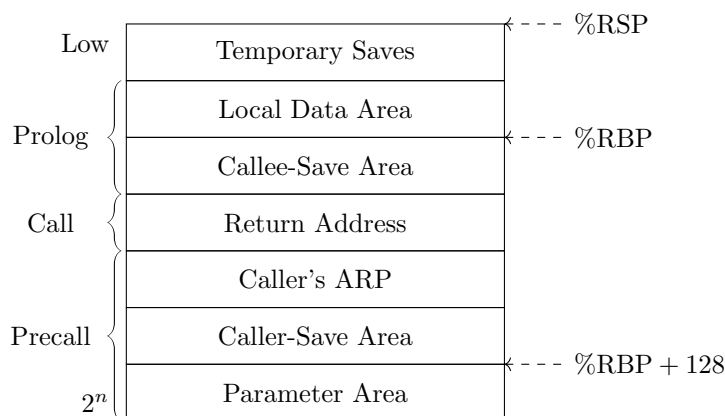 %RSP
Low
Temporary Saves
Local Data Area
Prolog
%RBP
Callee-Save Area
Call
Return Address
Caller's ARP
Precall
Caller-Save Area
%RBP + 128
2ⁿ
Parameter Area